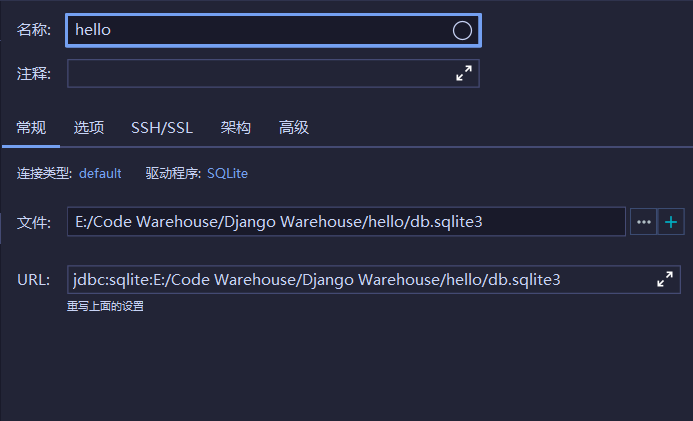 名称: hello
注释:
常规 选项 SSH/SSL 架构 高级
连接类型: default 驱动程序: SQLite
文件: E:/Code Warehouse/Django Warehouse/hello/db.sqlite3
URL: jdbc:sqlite:E:/Code Warehouse/Django Warehouse/hello/db.sqlite3
重写上面的设置